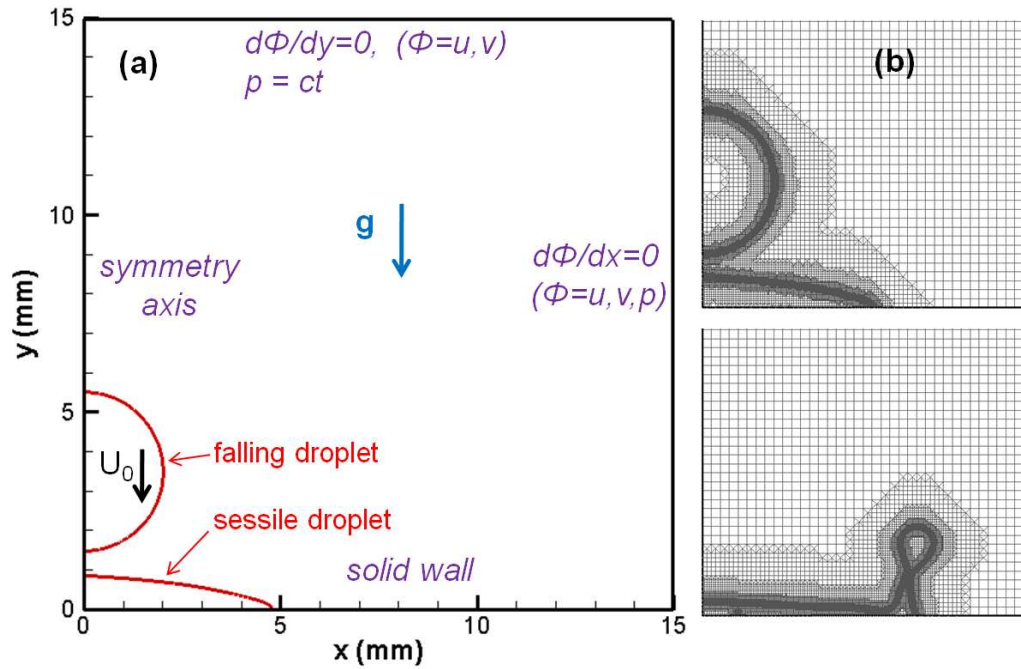 15
(a)
dΦ/dy=0, (Φ=u,v)
p = ct
(b)
10
g
symmetry
axis
dΦ/dx=0
(Φ=u,v,p)
y (mm)
5
U₀
falling droplet
sessile droplet
solid wall
0
0
5
10
15
x (mm)